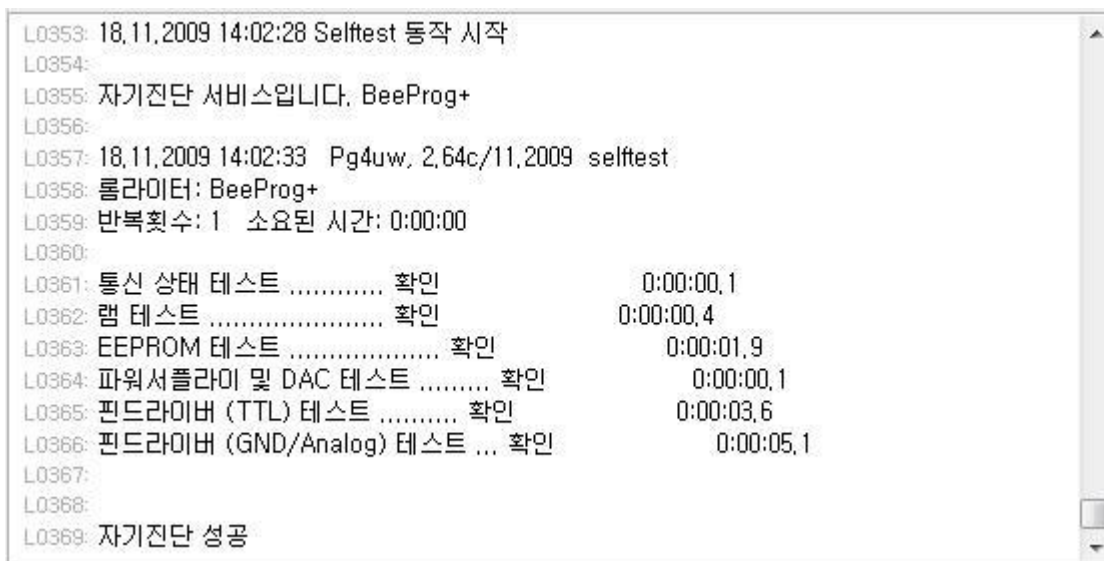 L0353: 18.11.2009 14:02:28 Selftest 동작 시작
L0354:
L0355: 자기진단 서비스입니다. BeeProg+
L0356:
L0357: 18.11.2009 14:02:33   Pg4uw, 2.64c/11.2009  selftest
L0358: 롬라이터: BeeProg+
L0359: 반복횟수: 1   소요된 시간: 0:00:00
L0360:
L0361: 통신 상태 테스트 ............ 확인 0:00:00.1
L0362: 램 테스트 ...................... 확인 0:00:00.4
L0363: EEPROM 테스트 ................... 확인 0:00:01.9
L0364: 파워서플라이 및 DAC 테스트 ......... 확인 0:00:00.1
L0365: 핀드라이버 (TTL) 테스트 .......... 확인 0:00:03.6
L0366: 핀드라이버 (GND/Analog) 테스트 ... 확인 0:00:05.1
L0367:
L0368:
L0369: 자기진단 성공